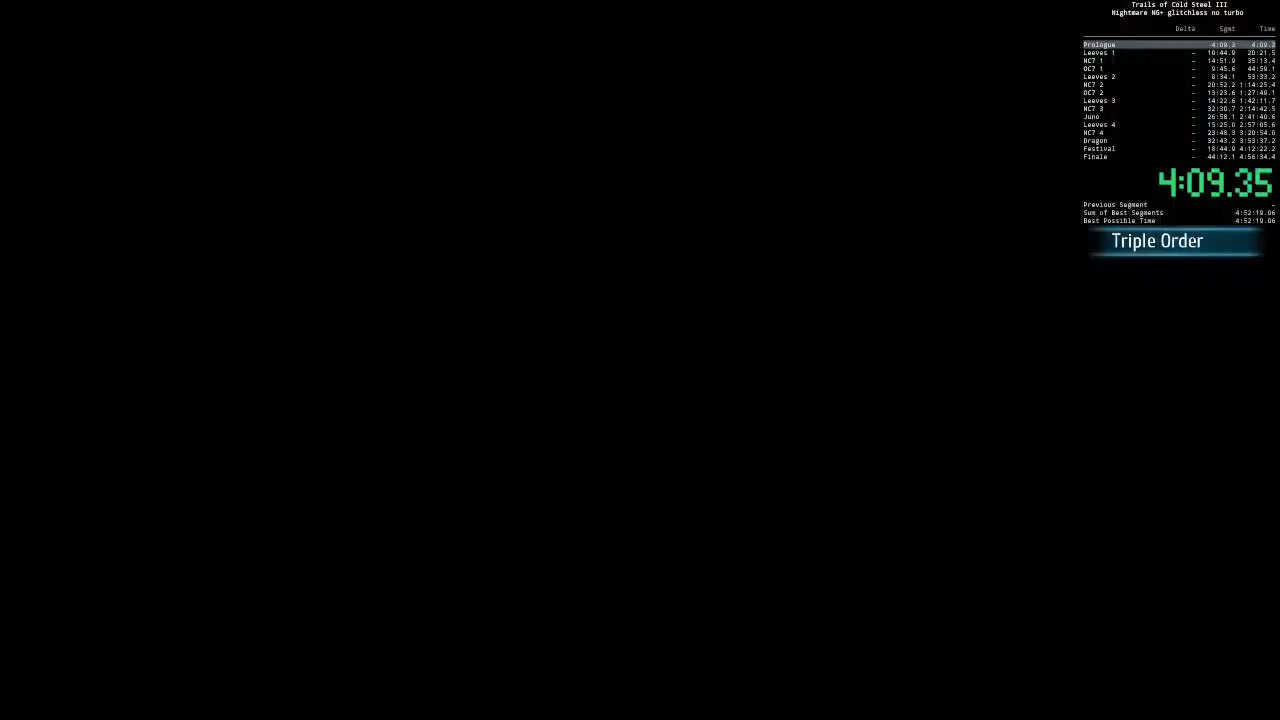 Trails of Cold Steel III
Nightmare NG+ glitchless no turbo
Delta Sgmt Time
Prologue 4:09.3 4:09.3
Leeves 1 - 10:44.9 20:21.5
NC7 1 - 14:51.9 35:13.4
OC7 1 - 9:45.6 44:59.1
Leeves 2 - 8:34.1 53:33.2
NC7 2 - 20:52.2 1:14:25.4
OC7 2 - 13:23.6 1:27:49.1
Leeves 3 - 14:22.6 1:42:11.7
NC7 3 - 32:30.7 2:14:42.5
Juno - 26:58.1 2:41:40.6
Leeves 4 - 15:25.0 2:57:05.6
NC7 4 - 23:48.3 3:20:54.0
Dragon - 32:43.2 3:53:37.2
Festival - 18:44.9 4:12:22.2
Finale - 44:12.1 4:56:34.4
4:09.35
Previous Segment -
Sum of Best Segments 4:52:19.06
Best Possible Time 4:52:19.06
Triple Order